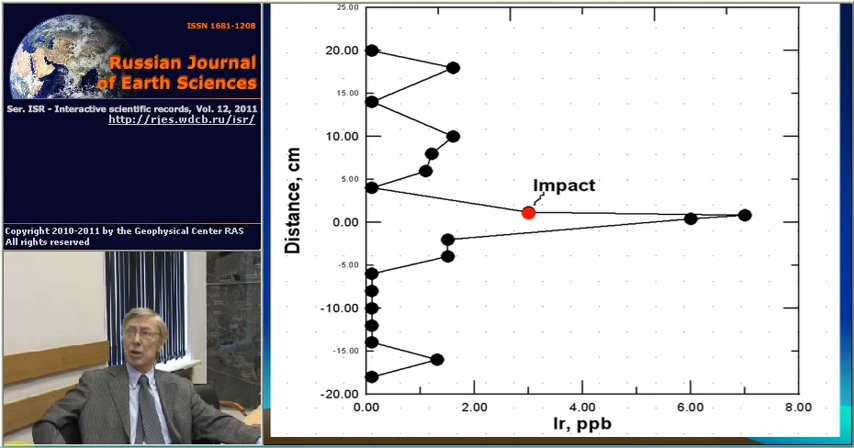 ISSN 1681-1208
Russian Journal
of Earth Sciences
Ser. ISR - Interactive scientific records, Vol. 12, 2011
http://rjes.wdcb.ru/isr/
Copyright 2010-2011 by the Geophysical Center RAS
All rights reserved
25.00
20.00
15.00
10.00
5.00
0.00
-5.00
-10.00
-15.00
-20.00
Distance, cm
Impact
0.00 2.00 4.00 6.00 8.00
Ir, ppb